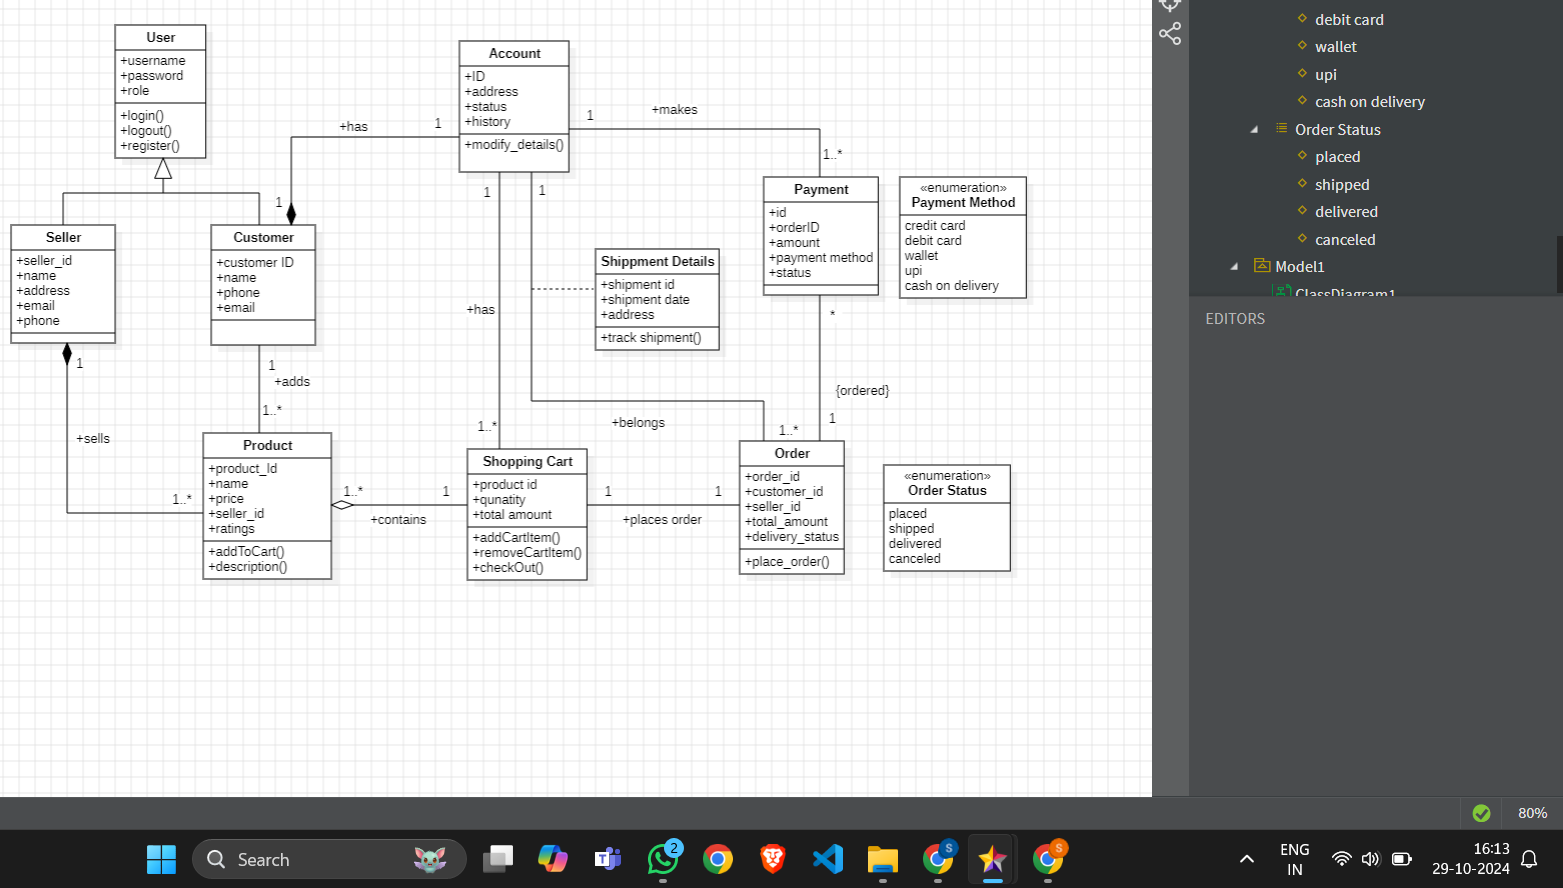 User
+username
+password
+role
+login()
+logout()
+register()
Account
+ID
+address
+status
+history
+modify_details()
+has
1
1
1
+makes
1..*
Payment
+id
+orderID
+amount
+payment method
+status
«enumeration»
Payment Method
credit card
debit card
wallet
upi
cash on delivery
Seller
+seller_id
+name
+address
+email
+phone
Customer
+customer ID
+name
+phone
+email
1
1
Shippment Details
+shipment id
+shipment date
+address
+track shipment()
+has
*
1
+sells
1..*
1
+adds
1..*
{ordered}
1
+belongs
1..*
1..*
Product
+product_Id
+name
+price
+seller_id
+ratings
+addToCart()
+description()
1..*
1
+contains
Shopping Cart
+product id
+qunatity
+total amount
+addCartItem()
+removeCartItem()
+checkOut()
1
1
+places order
Order
+order_id
+customer_id
+seller_id
+total_amount
+delivery_status
+place_order()
«enumeration»
Order Status
placed
shipped
delivered
canceled
debit card
wallet
upi
cash on delivery
Order Status
placed
shipped
delivered
canceled
Model1
ClassDiagram1
EDITORS
80%
Search
2
S
S
ENG
IN
16:13
29-10-2024